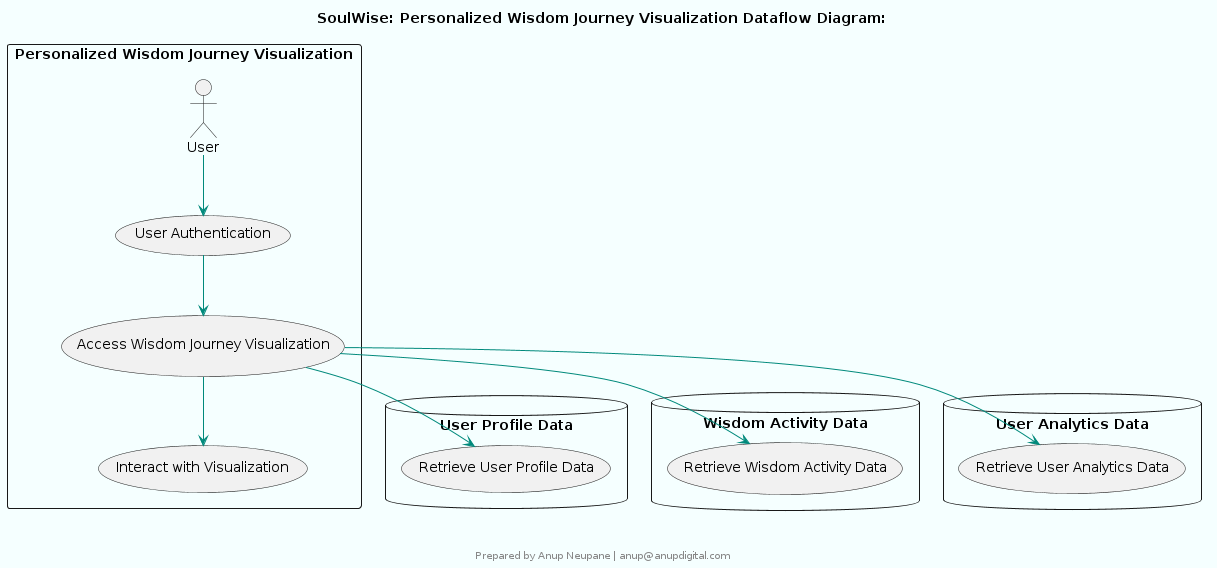 SoulWise: Personalized Wisdom Journey Visualization Dataflow Diagram:
Personalized Wisdom Journey Visualization
User
User Authentication
Access Wisdom Journey Visualization
Interact with Visualization
User Profile Data
Retrieve User Profile Data
Wisdom Activity Data
Retrieve Wisdom Activity Data
User Analytics Data
Retrieve User Analytics Data
Prepared by Anup Neupane | anup@anupdigital.com